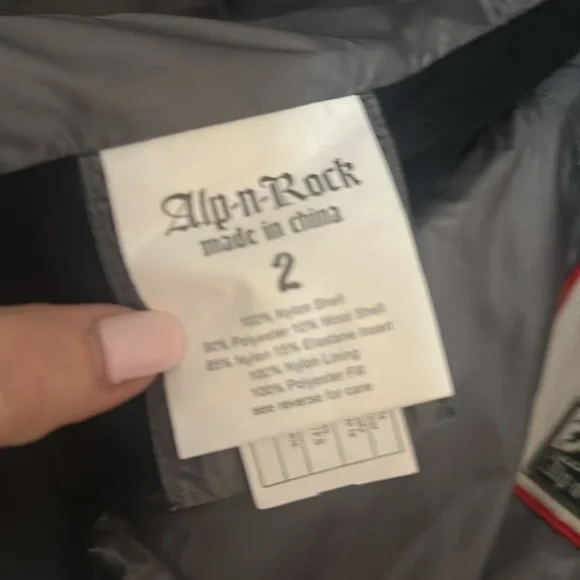 Alp-n-Rock
made in china
2
100% Nylon Shell
90% Polyester 10% Wool Shell
85% Nylon 15% Elastane Insert
100% Nylon Lining
100% Polyester Fill
see reverse for care